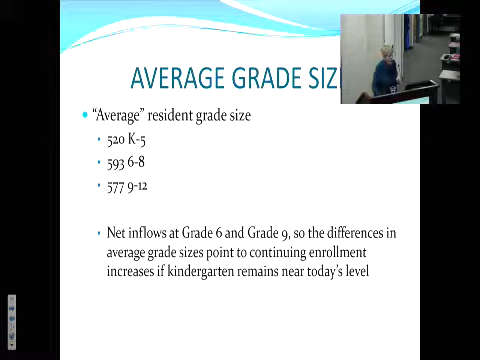 AVERAGE GRADE
"Average" resident grade size
520 K-5
593 6-8
577 9-12
Net inflows at Grade 6 and Grade 9, so the differences in
average grade sizes point to continuing enrollment
increases if kindergarten remains near today's level